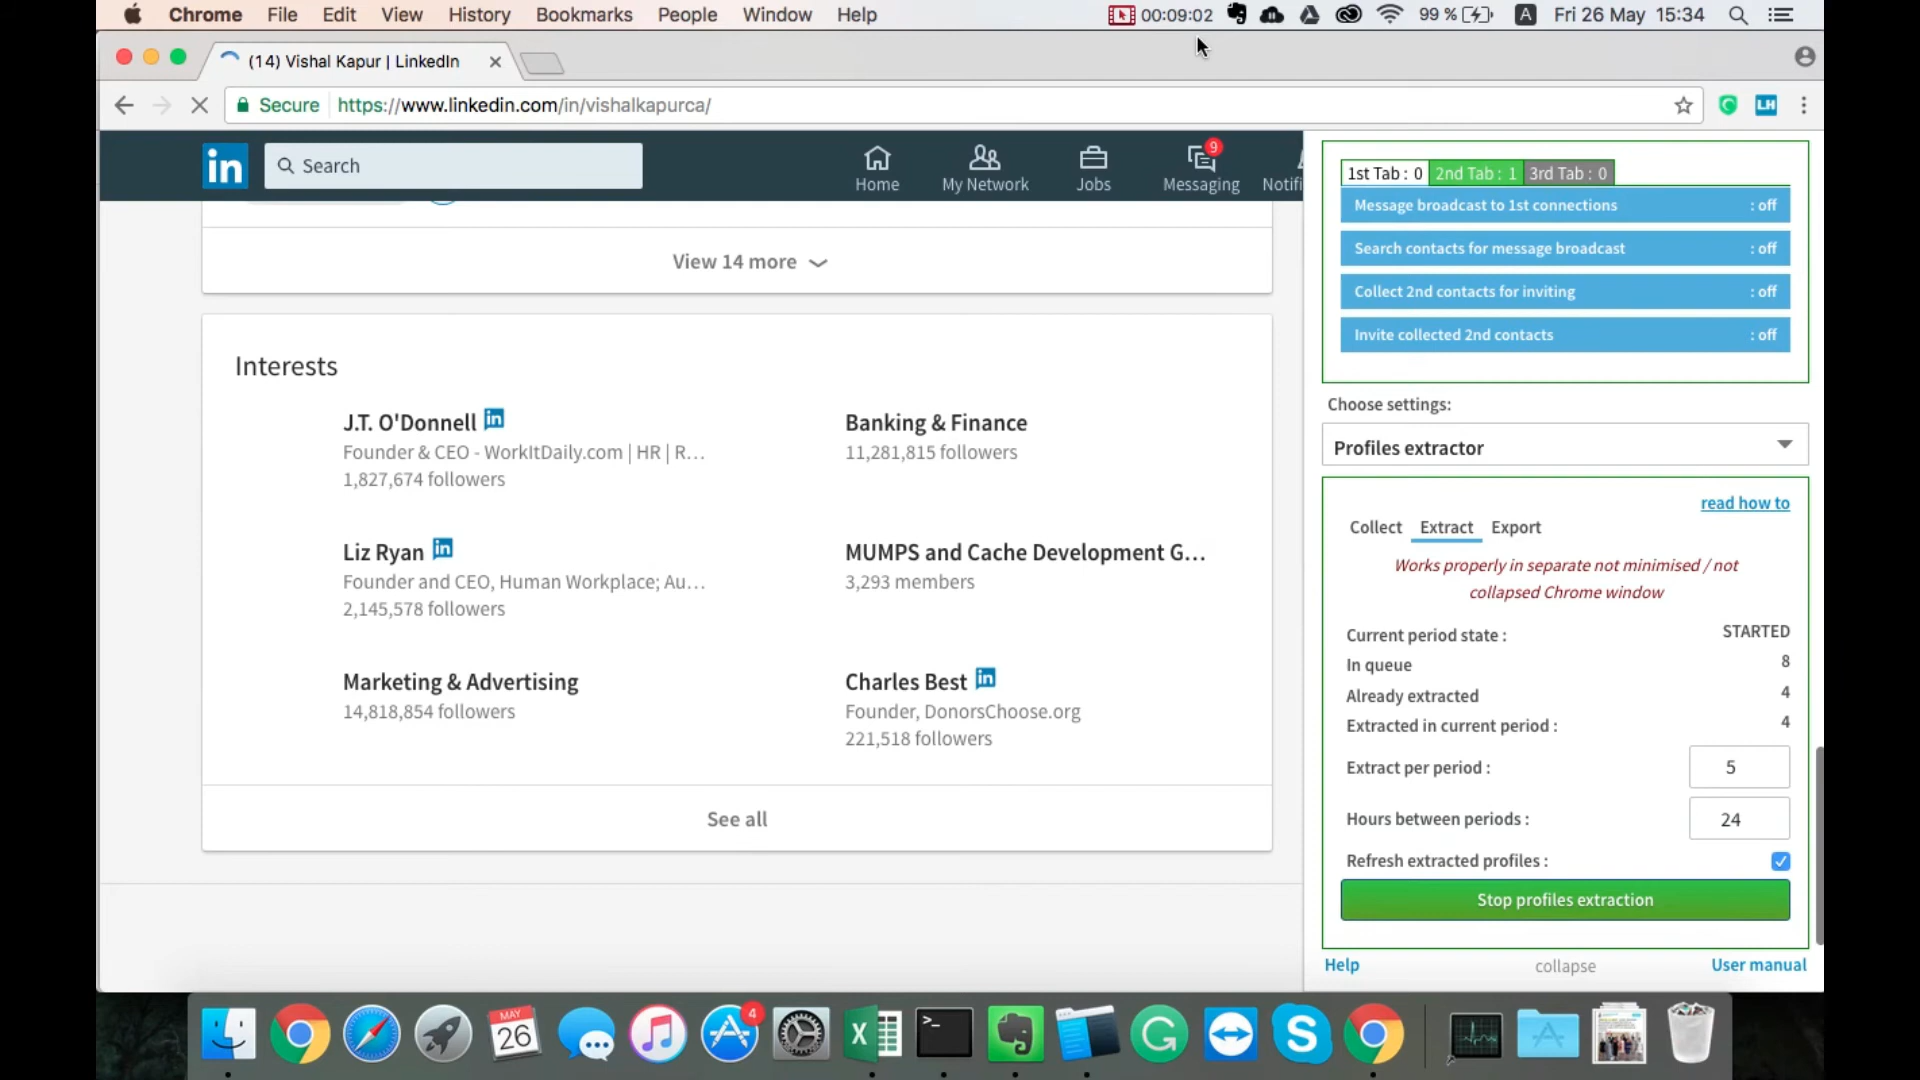 Chrome File Edit View History Bookmarks People Window Help 00:09:02 99 % A Fri 26 May 15:34
(14) Vishal Kapur | LinkedIn
Secure https://www.linkedin.com/in/vishalkapurca/ LH
in Search Home My Network Jobs 9 Messaging Notifi
View 14 more
Interests
J.T. O'Donnell in
Founder & CEO - WorkItDaily.com | HR | R...
1,827,674 followers
Banking & Finance
11,281,815 followers
Liz Ryan in
Founder and CEO, Human Workplace; Au...
2,145,578 followers
MUMPS and Cache Development G...
3,293 members
Marketing & Advertising
14,818,854 followers
Charles Best in
Founder, DonorsChoose.org
221,518 followers
See all
1st Tab : 0 2nd Tab : 1 3rd Tab : 0
Message broadcast to 1st connections : off
Search contacts for message broadcast : off
Collect 2nd contacts for inviting : off
Invite collected 2nd contacts : off
Choose settings:
Profiles extractor
read how to
Collect Extract Export
Works properly in separate not minimised / not
collapsed Chrome window
Current period state : STARTED
In queue 8
Already extracted 4
Extracted in current period : 4
Extract per period : 5
Hours between periods : 24
Refresh extracted profiles :
Stop profiles extraction
Help collapse User manual
MAY
26
4